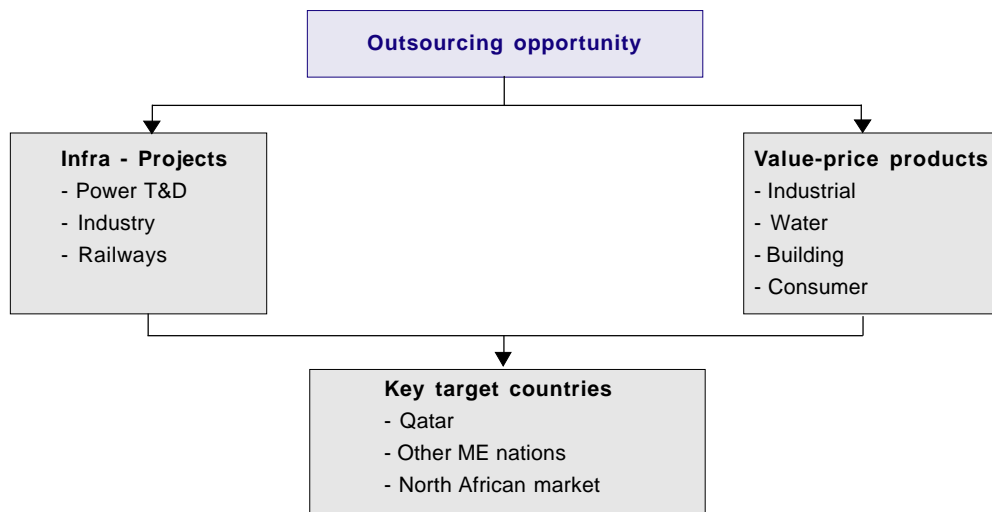 Outsourcing opportunity
Infra - Projects
- Power T&D
- Industry
- Railways
Value-price products
- Industrial
- Water
- Building
- Consumer
Key target countries
- Qatar
- Other ME nations
- North African market